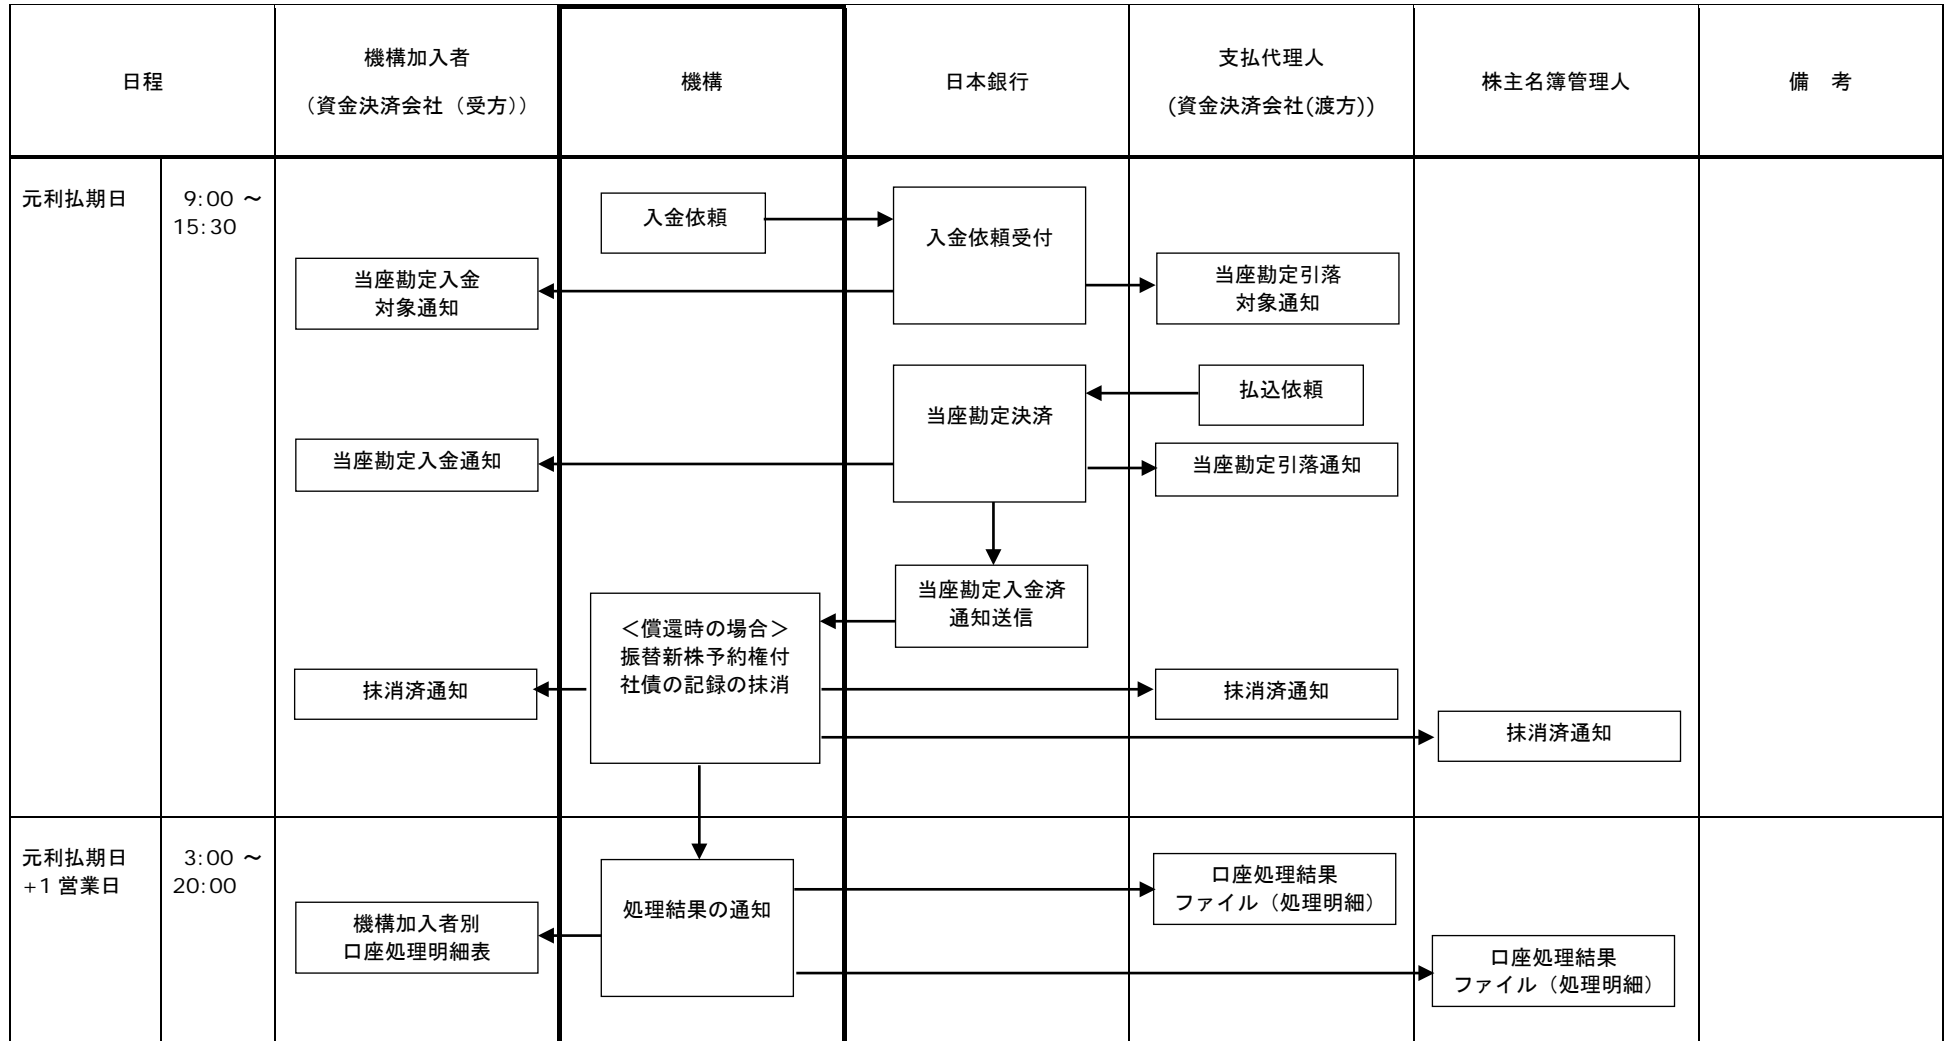 日程
機構加入者
（資金決済会社（受方））
機構
日本銀行
支払代理人
(資金決済会社(渡方))
株主名簿管理人
備　考
元利払期日
9:00 ～
15:30
入金依頼
入金依頼受付
当座勘定入金
対象通知
当座勘定引落
対象通知
払込依頼
当座勘定決済
当座勘定入金通知
当座勘定引落通知
当座勘定入金済
通知送信
＜償還時の場合＞
振替新株予約権付
社債の記録の抹消
抹消済通知
抹消済通知
抹消済通知
元利払期日
+1 営業日
3:00 ～
20:00
処理結果の通知
口座処理結果
ファイル（処理明細）
機構加入者別
口座処理明細表
口座処理結果
ファイル（処理明細）